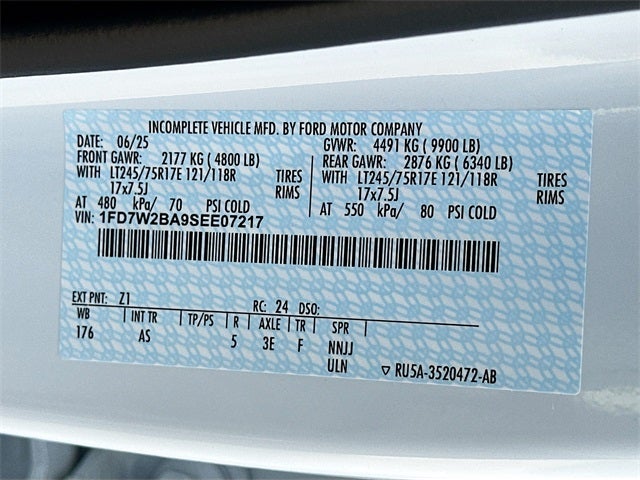 INCOMPLETE VEHICLE MFD. BY FORD MOTOR COMPANY
DATE: 06/25 GVWR: 4491 KG (9900 LB)
FRONT GAWR: 2177 KG (4800 LB) REAR GAWR: 2876 KG (6340 LB)
WITH LT245/75R17E 121/118R TIRES WITH LT245/75R17E 121/118R TIRES
17x7.5J RIMS 17x7.5J RIMS
AT 480 kPa/ 70 PSI COLD AT 550 kPa/ 80 PSI COLD
VIN: 1FD7W2BA9SEE07217
EXT PNT: Z1 RC: 24 DSO:
WB INT TR TP/PS R AXLE TR SPR
176 AS 5 3E F NNJJ
ULN ▽ RU5A-3520472-AB